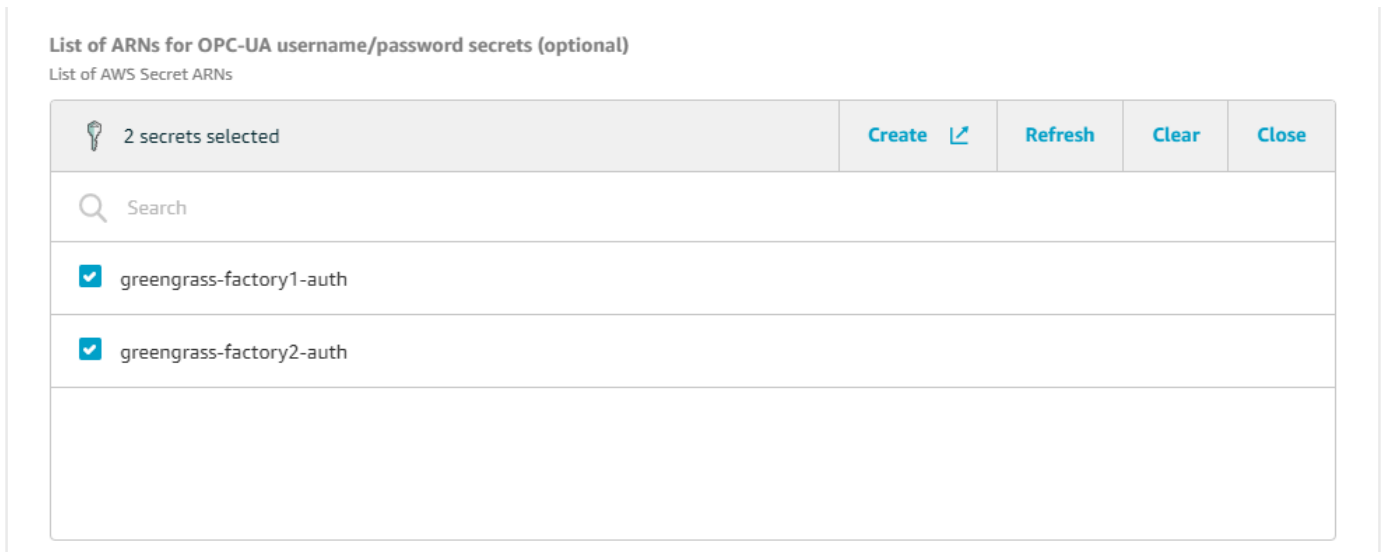 List of ARNs for OPC-UA username/password secrets (optional)
List of AWS Secret ARNs
2 secrets selected Create Refresh Clear Close
Search
greengrass-factory1-auth
greengrass-factory2-auth